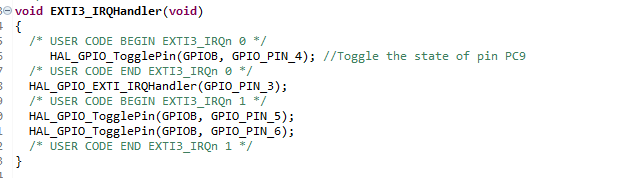 void EXTI3_IRQHandler(void)
{
  /* USER CODE BEGIN EXTI3_IRQn 0 */
     HAL_GPIO_TogglePin(GPIOB, GPIO_PIN_4); //Toggle the state of pin PC9
  /* USER CODE END EXTI3_IRQn 0 */
  HAL_GPIO_EXTI_IRQHandler(GPIO_PIN_3);
  /* USER CODE BEGIN EXTI3_IRQn 1 */
  HAL_GPIO_TogglePin(GPIOB, GPIO_PIN_5);
  HAL_GPIO_TogglePin(GPIOB, GPIO_PIN_6);
  /* USER CODE END EXTI3_IRQn 1 */
}